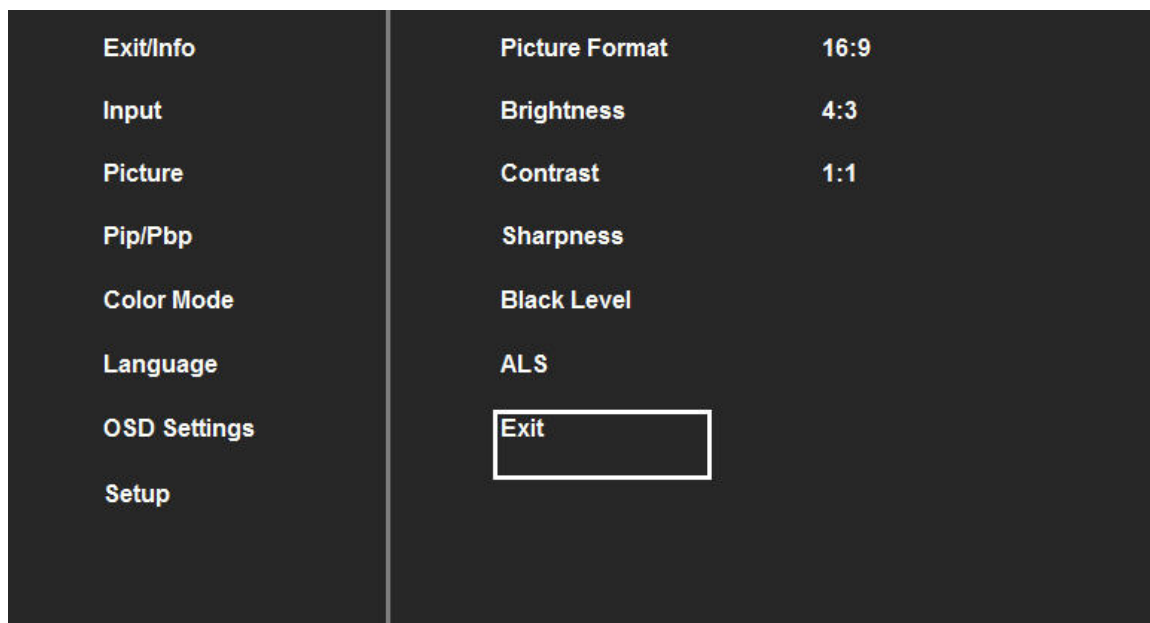 Exit/Info
Input
Picture
Pip/Pbp
Color Mode
Language
OSD Settings
Setup
Picture Format
Brightness
Contrast
Sharpness
Black Level
ALS
Exit
16:9
4:3
1:1